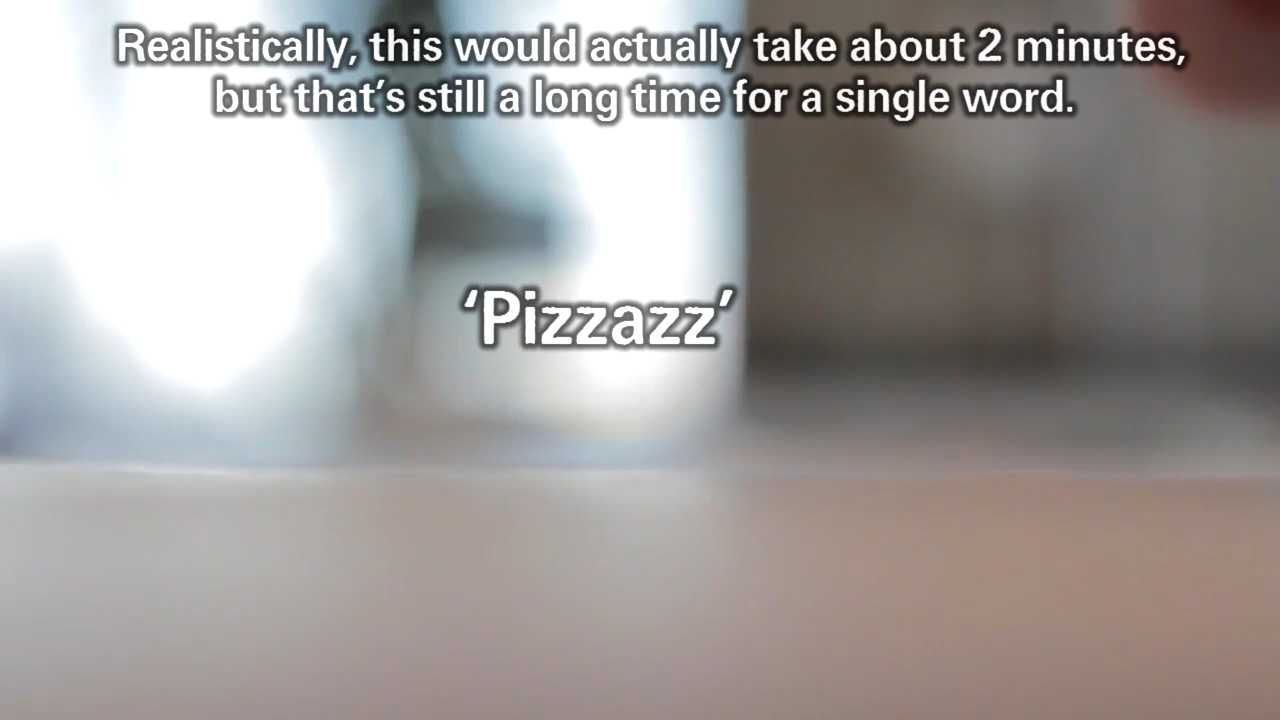 Realistically, this would actually take about 2 minutes,
but that’s still a long time for a single word.
‘Pizzazz’